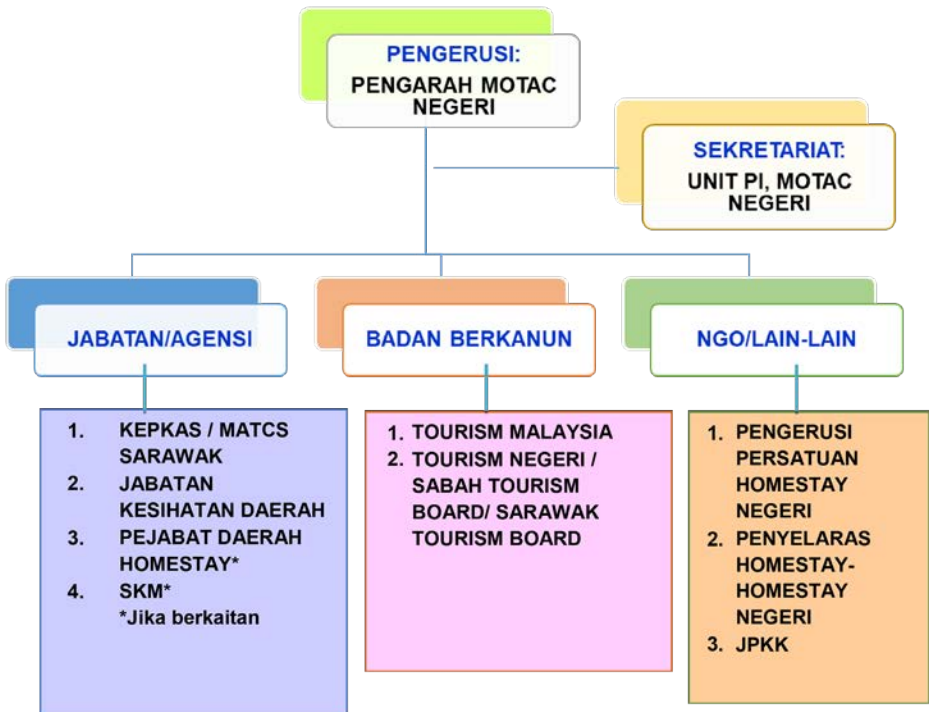 PENGERUSI:
PENGARAH MOTAC
NEGERI
SEKRETARIAT:
UNIT PI, MOTAC
NEGERI
JABATAN/AGENSI
BADAN BERKANUN
NGO/LAIN-LAIN
1. KEPKAS / MATCS
SARAWAK
2. JABATAN
KESIHATAN DAERAH
3. PEJABAT DAERAH
HOMESTAY*
4. SKM*
*Jika berkaitan
1. TOURISM MALAYSIA
2. TOURISM NEGERI /
SABAH TOURISM
BOARD/ SARAWAK
TOURISM BOARD
1. PENGERUSI
PERSATUAN
HOMESTAY
NEGERI
2. PENYELARAS
HOMESTAY-
HOMESTAY
NEGERI
3. JPKK